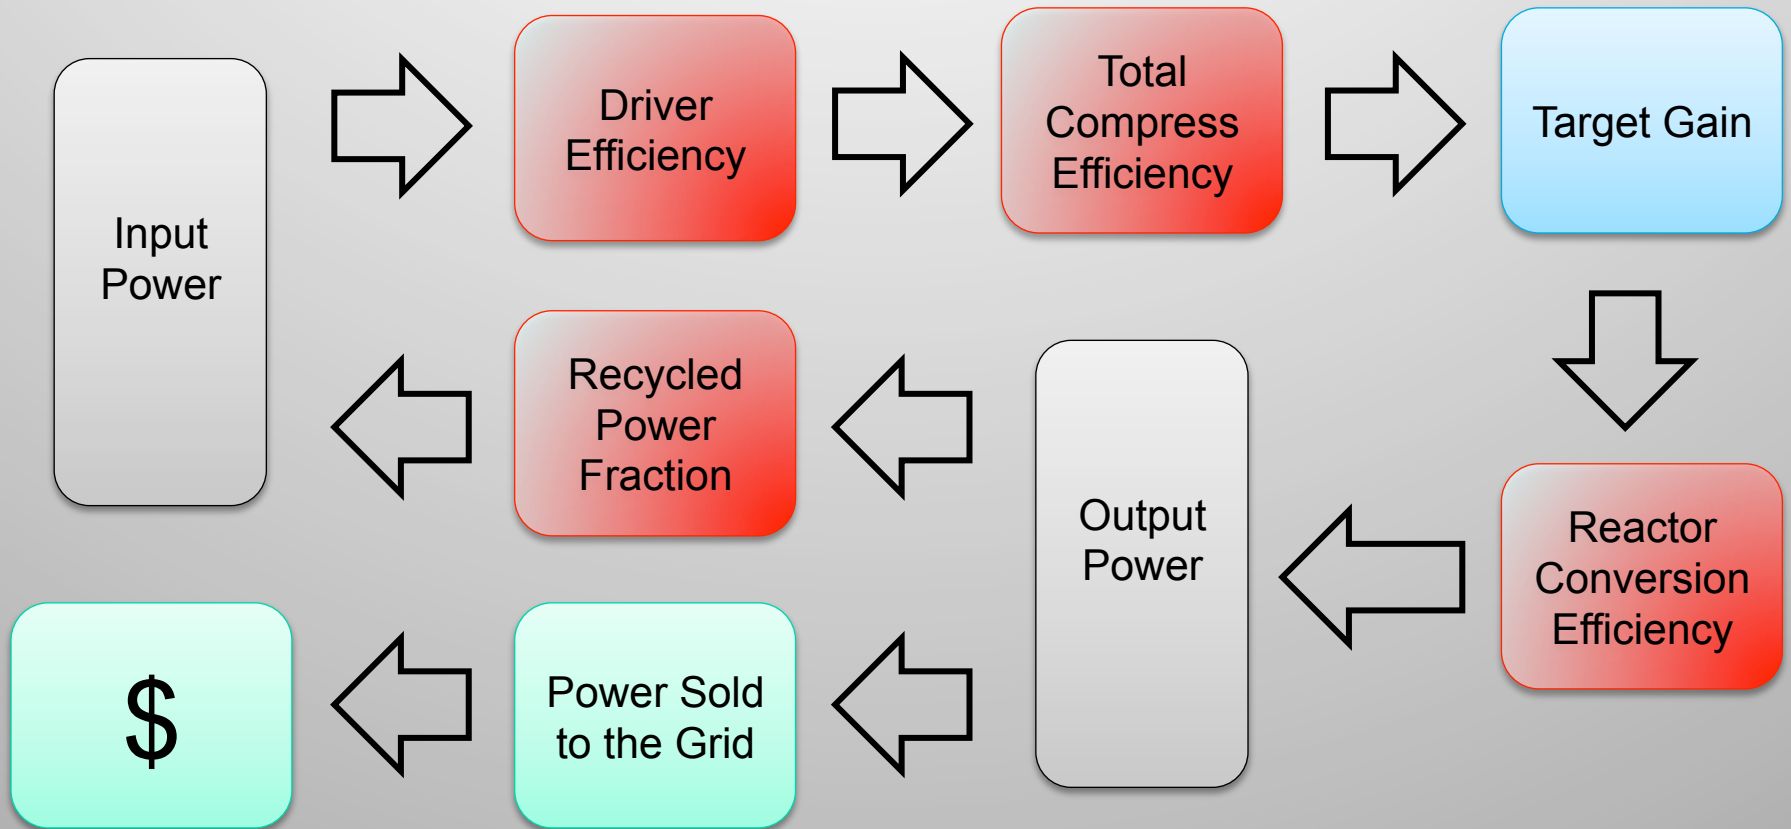 Input
Power
Driver
Efficiency
Total
Compress
Efficiency
Target Gain
Recycled
Power
Fraction
Output
Power
Reactor
Conversion
Efficiency
$
Power Sold
to the Grid